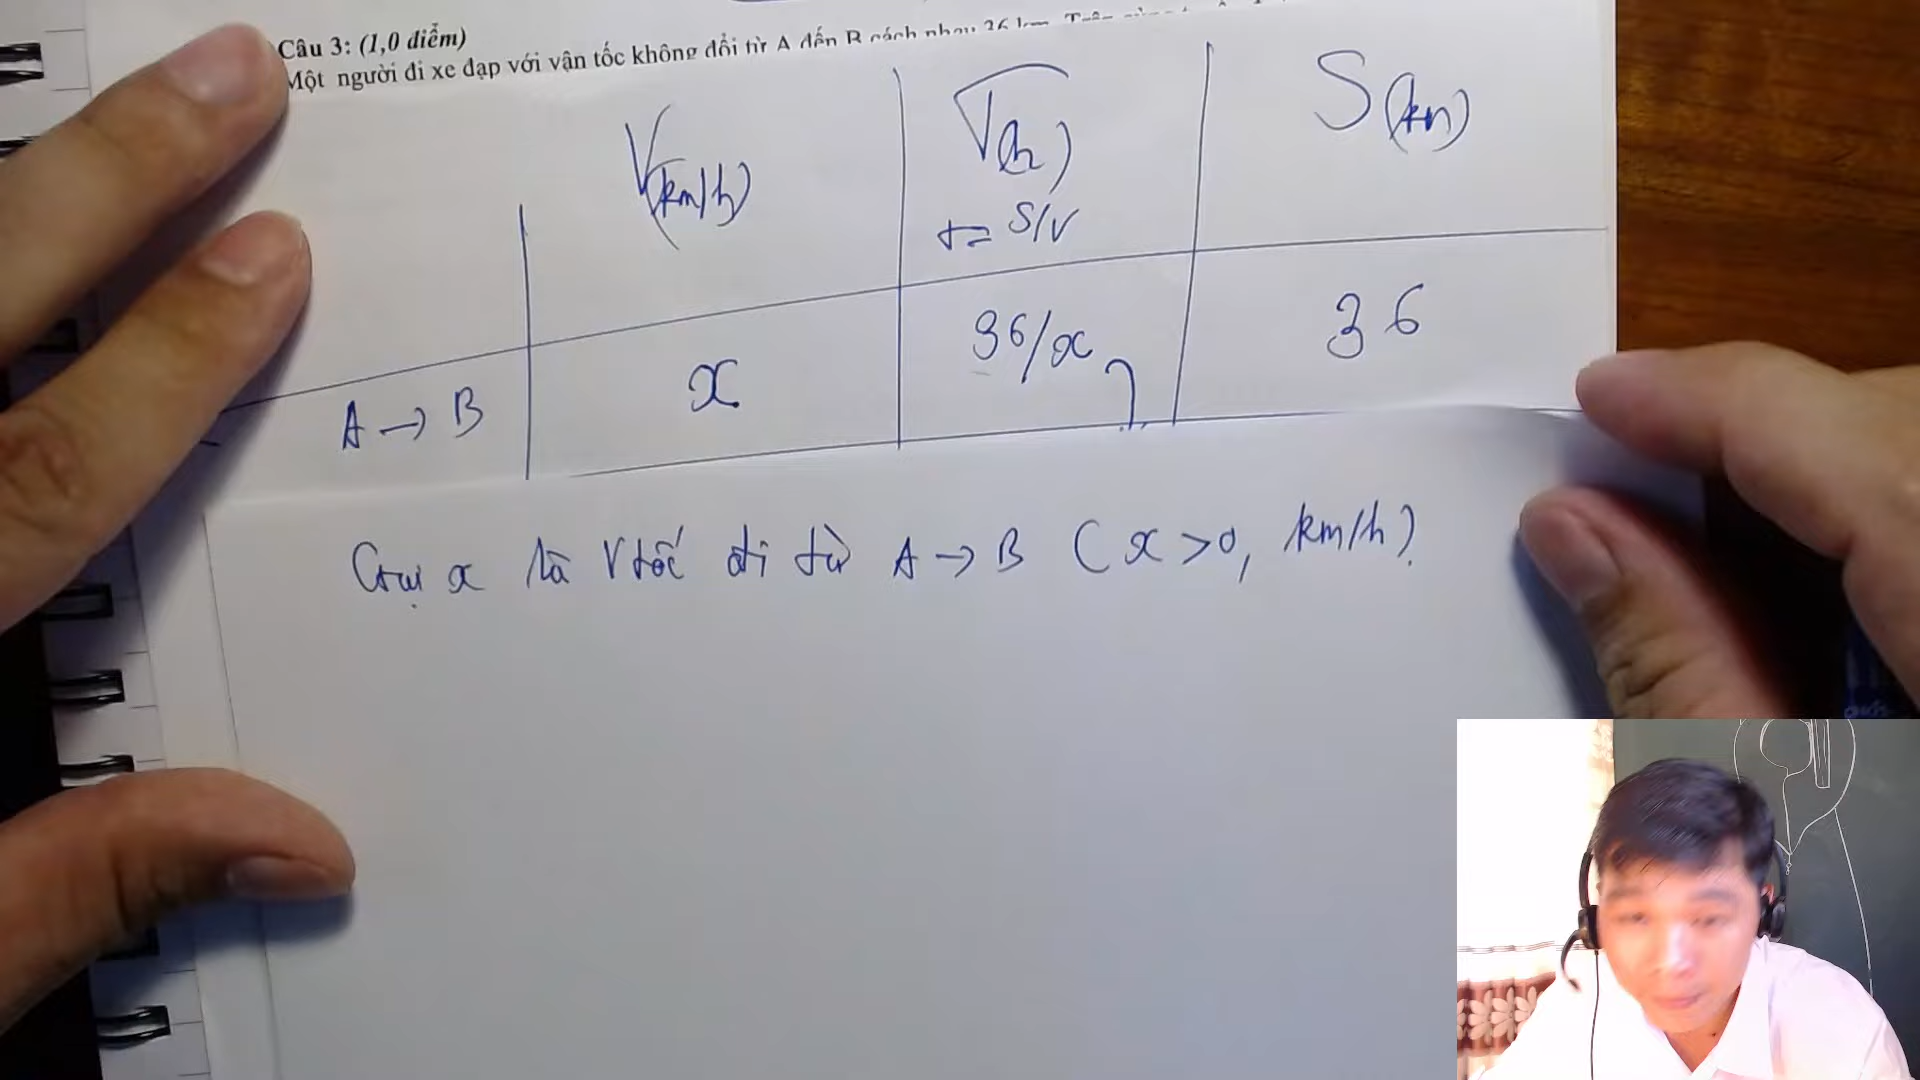 Câu 3: (1,0 điểm)
Một người đi xe đạp với vận tốc không đổi từ A đến B cách nhau 36 km.
V(km/h)
T(h)
S(km)
t = S/V
A → B
x
36/x
36
Gọi x là Vtốc đi từ A → B (x > 0, km/h)